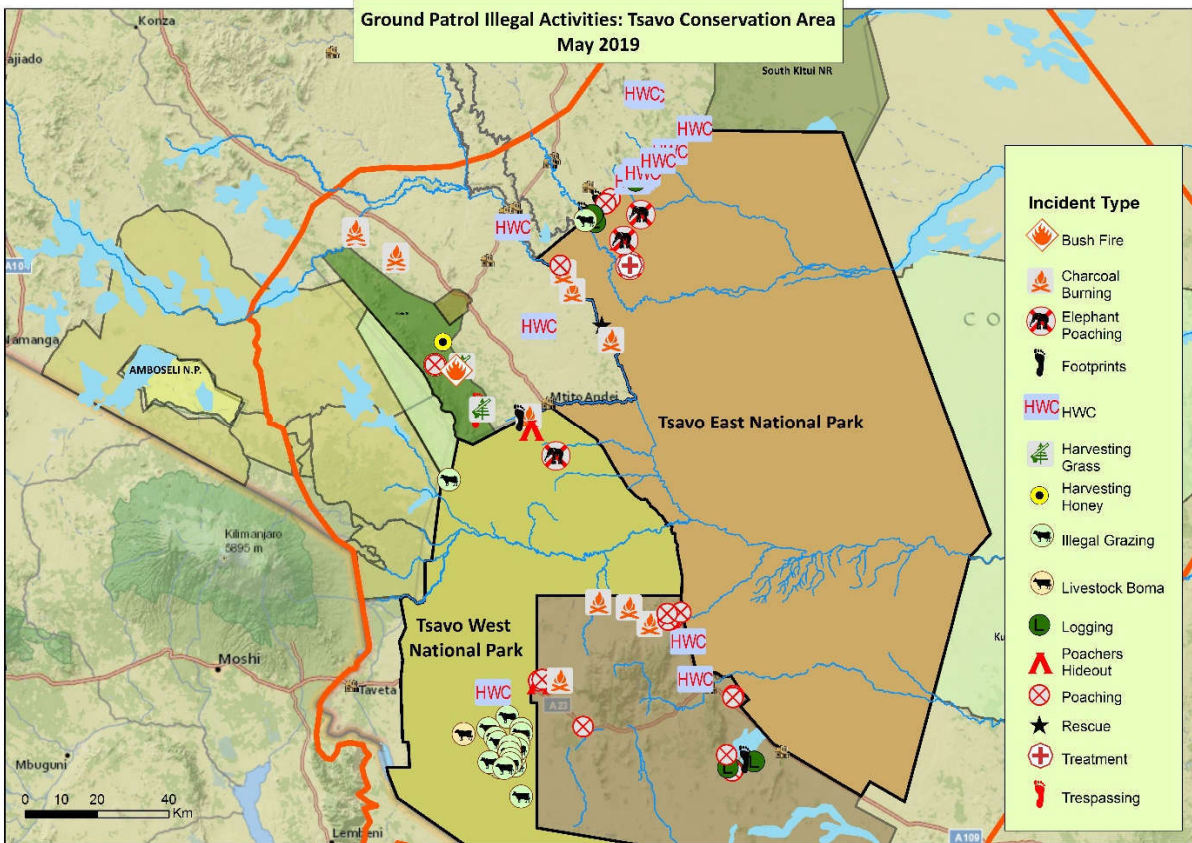 Ground Patrol Illegal Activities: Tsavo Conservation Area
May 2019
Konza
South Kitui NR
HWC
HWC
HWC
HWC
HWC
HWC
A104
Namanga
AMBOSELI N.P.
HWC
Mtito Andei
Tsavo East National Park
Kilimanjaro
5895 m
Tsavo West
National Park
HWC
HWC
HWC
Moshi
Taveta
A23
Mbuguni
L
L
0 10 20 40
Km
Lembeni
A109
Incident Type
Bush Fire
Charcoal
Burning
Elephant
Poaching
Footprints
HWC HWC
Harvesting
Grass
Harvesting
Honey
Illegal Grazing
Livestock Boma
L Logging
Poachers
Hideout
Poaching
Rescue
Treatment
Trespassing